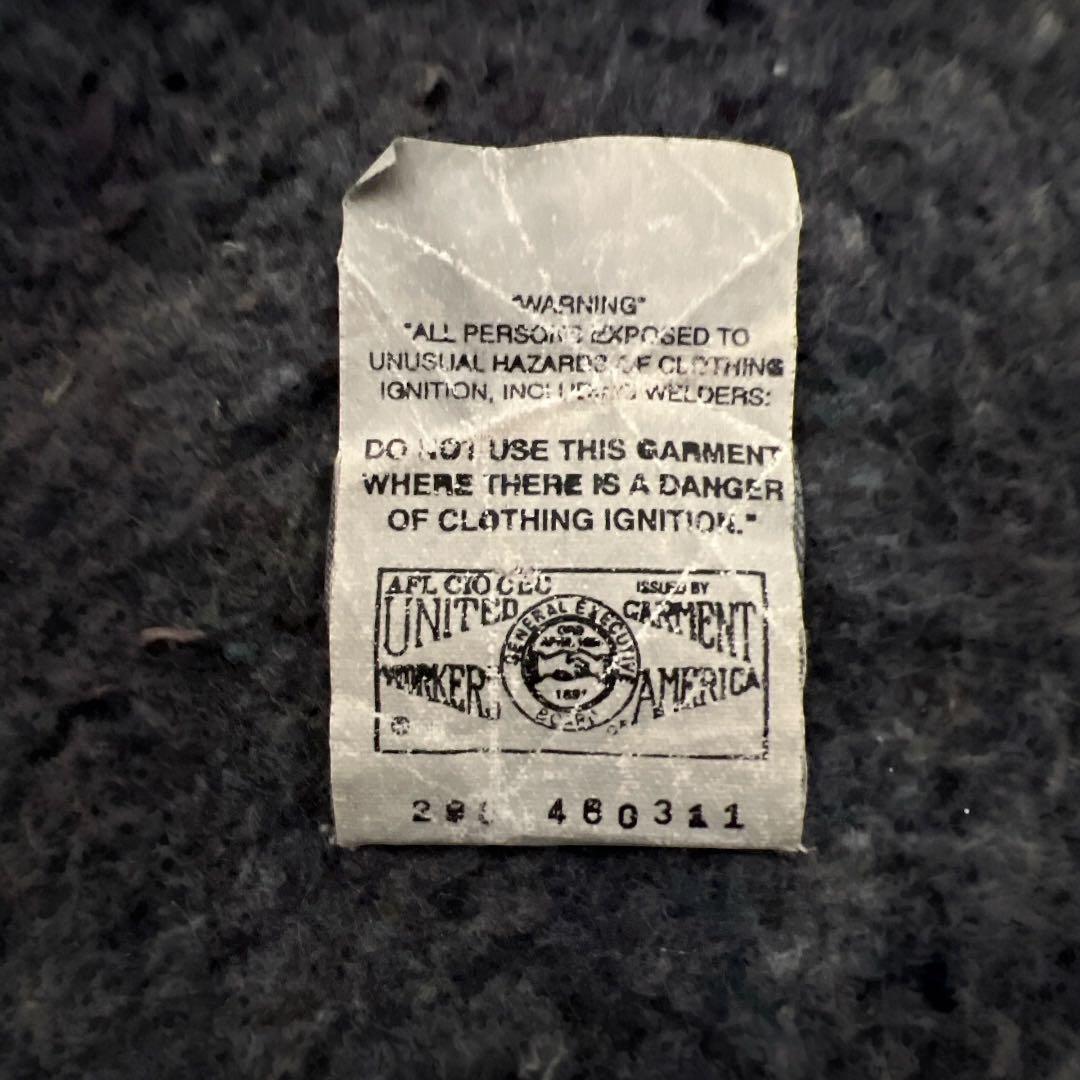 "WARNING"
"ALL PERSONS EXPOSED TO
UNUSUAL HAZARDS OF CLOTHING
IGNITION, INCLUDING WELDERS:
DO NOT USE THIS GARMENT
WHERE THERE IS A DANGER
OF CLOTHING IGNITION."
AFL CIO CLC ISSUED BY
UNITED GARMENT
WORKERS OF AMERICA
GENERAL EXECUTIVE
BOARD
1891